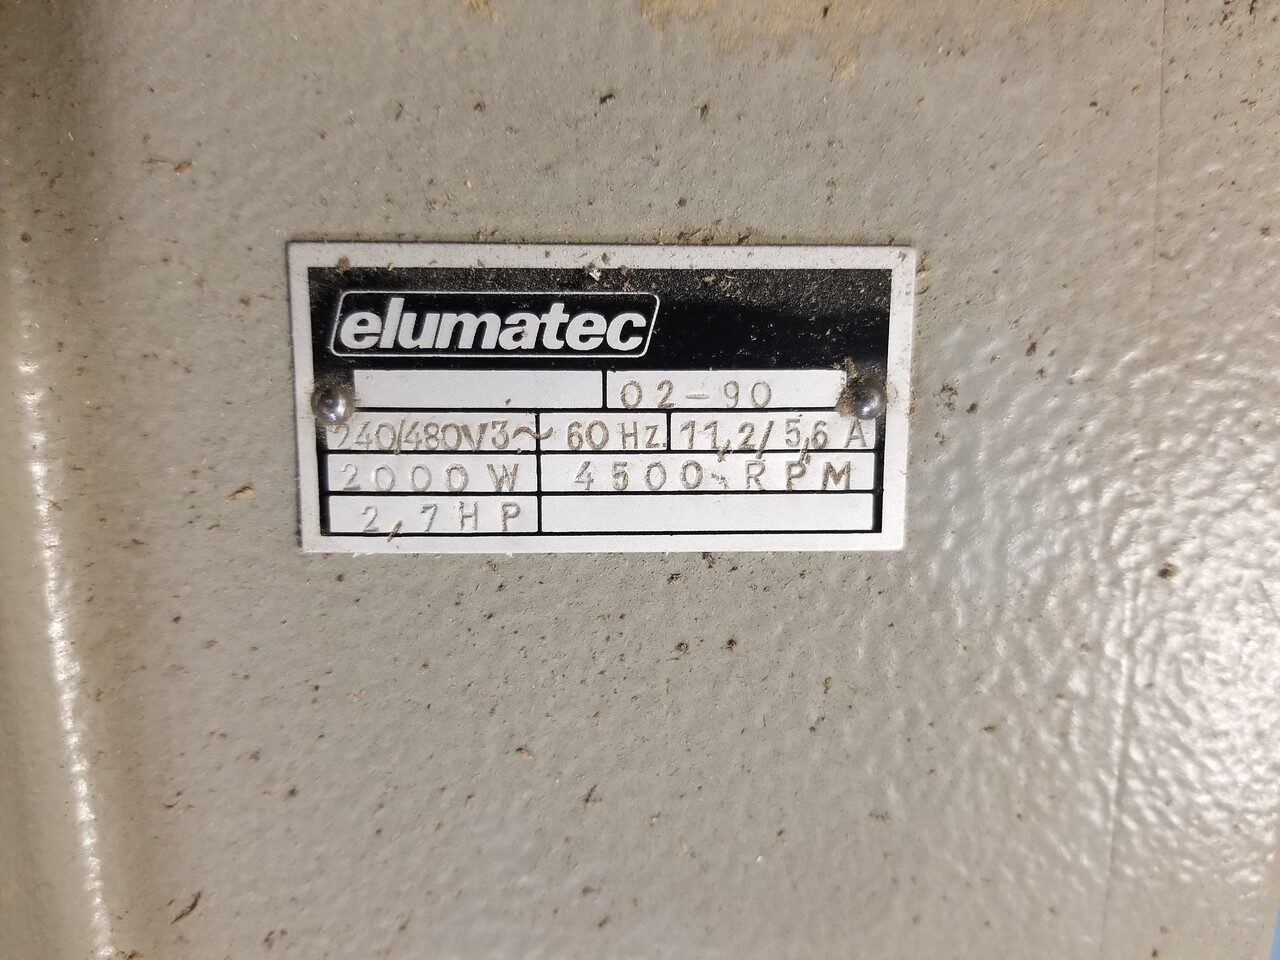 elumatec
02-90
240/480V3~ 60 Hz. 11,2/5,6 A
2000 W 4500 RPM
2,7 HP